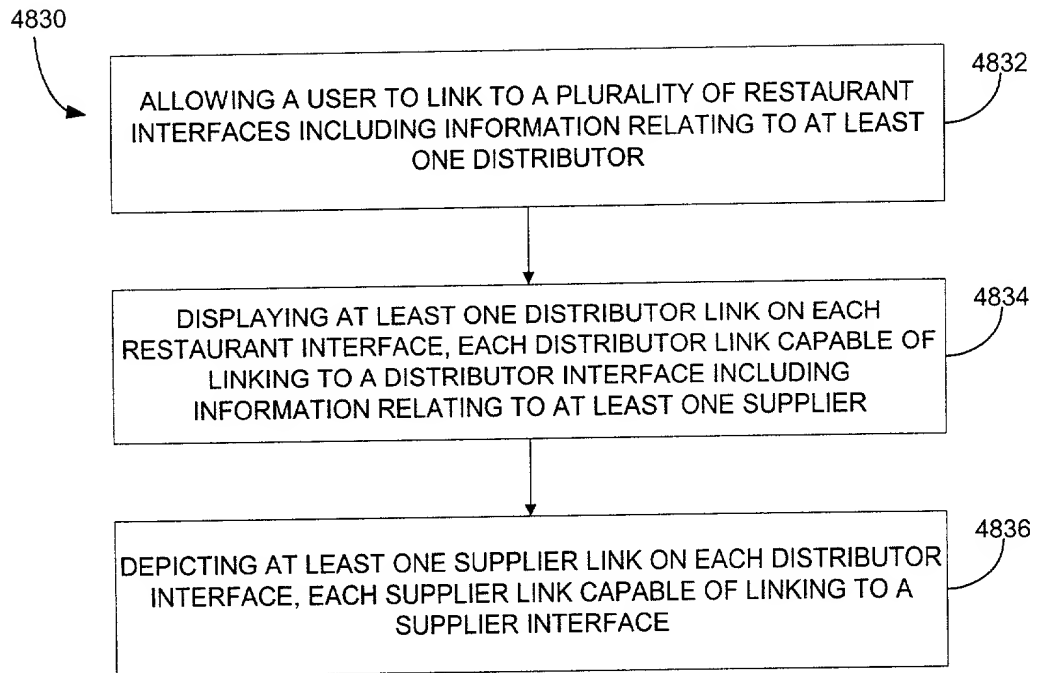 4830
4832
ALLOWING A USER TO LINK TO A PLURALITY OF RESTAURANT
INTERFACES INCLUDING INFORMATION RELATING TO AT LEAST
ONE DISTRIBUTOR
4834
DISPLAYING AT LEAST ONE DISTRIBUTOR LINK ON EACH
RESTAURANT INTERFACE, EACH DISTRIBUTOR LINK CAPABLE OF
LINKING TO A DISTRIBUTOR INTERFACE INCLUDING
INFORMATION RELATING TO AT LEAST ONE SUPPLIER
4836
DEPICTING AT LEAST ONE SUPPLIER LINK ON EACH DISTRIBUTOR
INTERFACE, EACH SUPPLIER LINK CAPABLE OF LINKING TO A
SUPPLIER INTERFACE